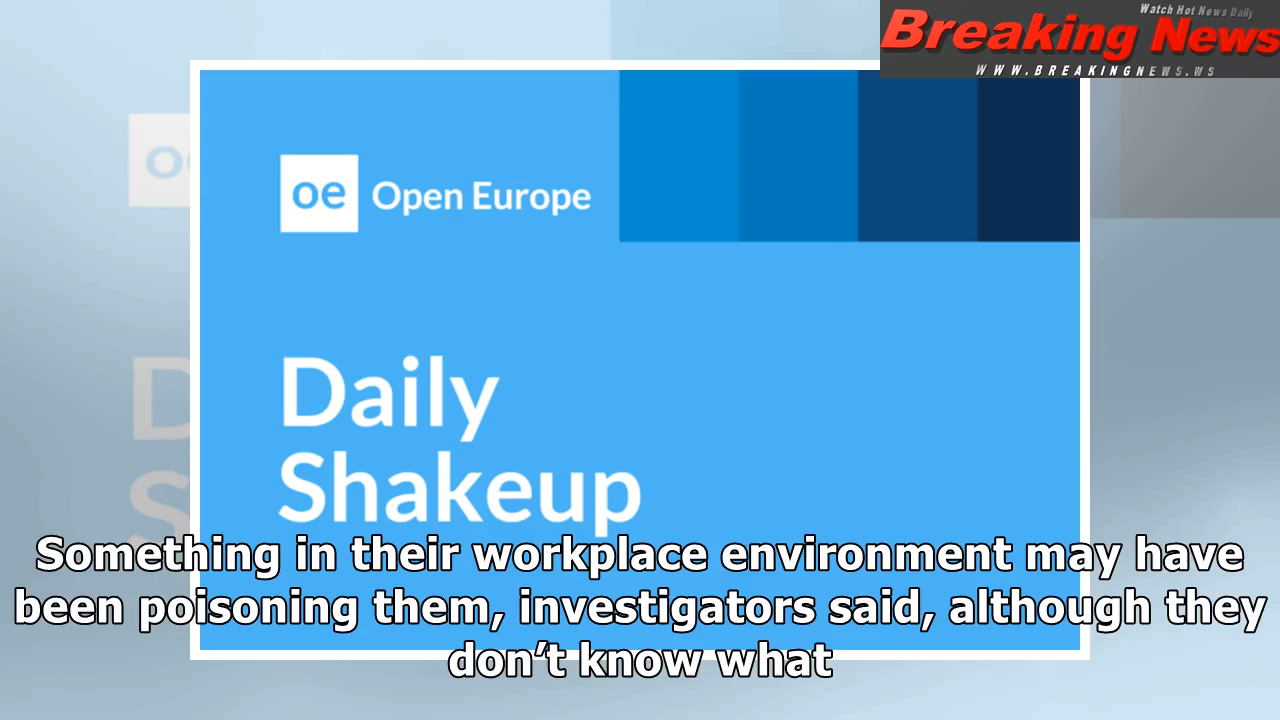 Watch Hot News Daily
Breaking News
WWW.BREAKINGNEWS.WS
oe Open Europe
oe
Daily
Shakeup
D
S
Something in their workplace environment may have
been poisoning them, investigators said, although they
don’t know what